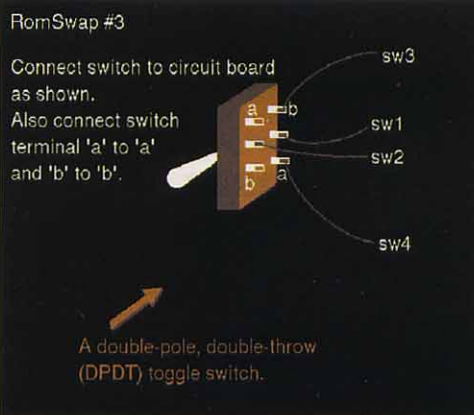 RomSwap #3
Connect switch to circuit board
as shown.
Also connect switch
terminal 'a' to 'a'
and 'b' to 'b'.
sw3
a
b
sw1
sw2
b
a
sw4
A double-pole, double-throw
(DPDT) toggle switch.